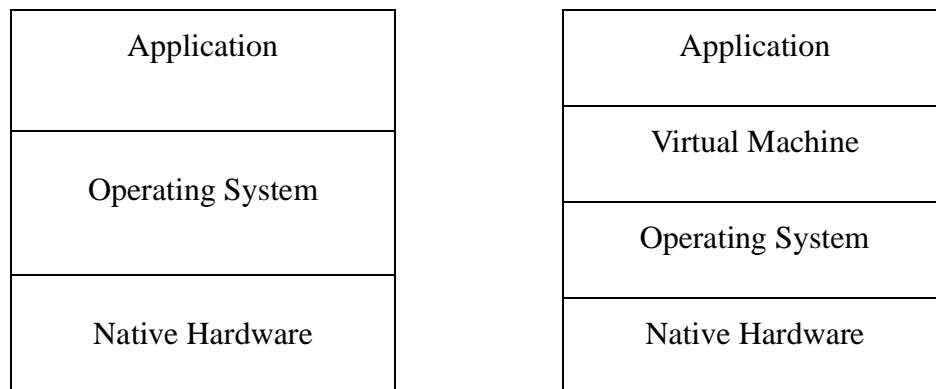 Application
Operating System
Native Hardware
Application
Virtual Machine
Operating System
Native Hardware